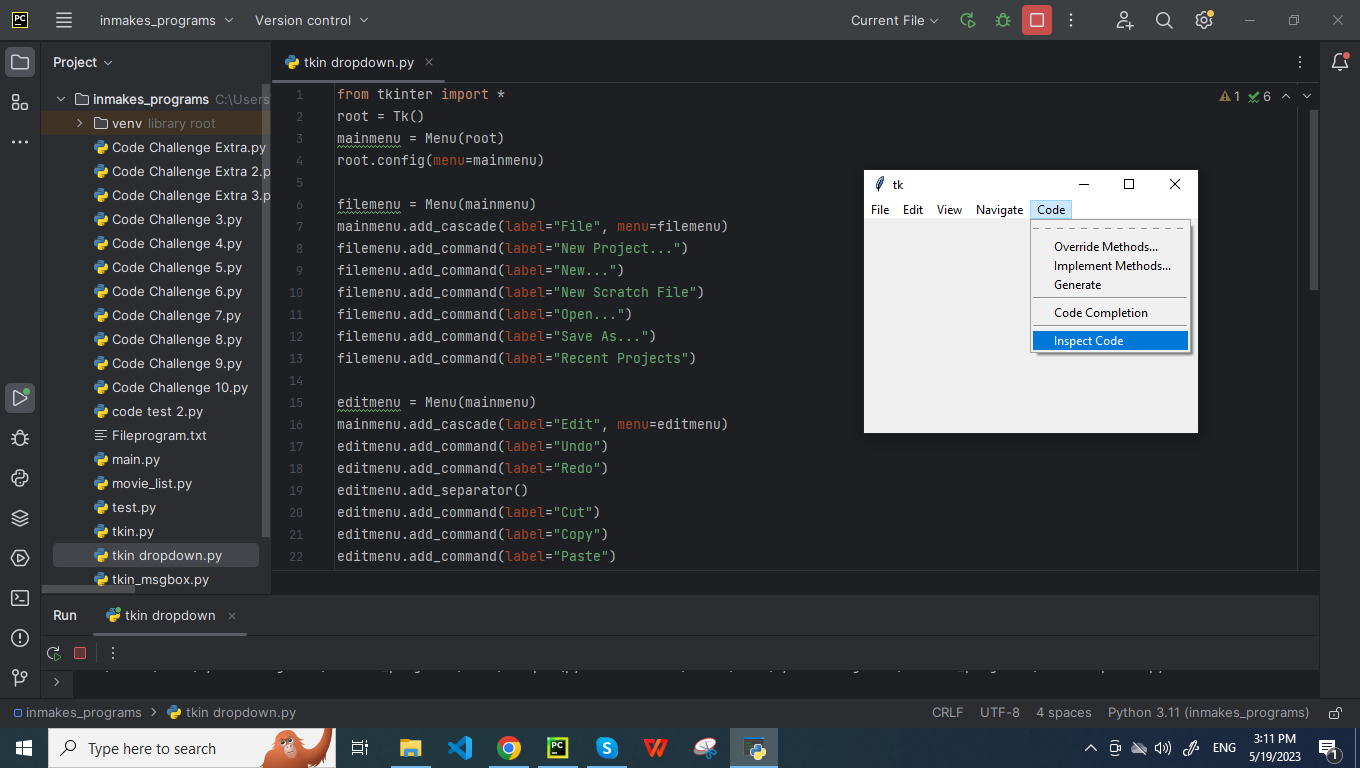 PC inmakes_programs Version control Current File
Project
tkin dropdown.py
inmakes_programs C:\Users
venv library root
Code Challenge Extra.py
Code Challenge Extra 2.p
Code Challenge Extra 3.p
Code Challenge 3.py
Code Challenge 4.py
Code Challenge 5.py
Code Challenge 6.py
Code Challenge 7.py
Code Challenge 8.py
Code Challenge 9.py
Code Challenge 10.py
code test 2.py
Fileprogram.txt
main.py
movie_list.py
test.py
tkin.py
tkin dropdown.py
tkin_msgbox.py
1 from tkinter import *
2 root = Tk()
3 mainmenu = Menu(root)
4 root.config(menu=mainmenu)
5
6 filemenu = Menu(mainmenu)
7 mainmenu.add_cascade(label="File", menu=filemenu)
8 filemenu.add_command(label="New Project...")
9 filemenu.add_command(label="New...")
10 filemenu.add_command(label="New Scratch File")
11 filemenu.add_command(label="Open...")
12 filemenu.add_command(label="Save As...")
13 filemenu.add_command(label="Recent Projects")
14
15 editmenu = Menu(mainmenu)
16 mainmenu.add_cascade(label="Edit", menu=editmenu)
17 editmenu.add_command(label="Undo")
18 editmenu.add_command(label="Redo")
19 editmenu.add_separator()
20 editmenu.add_command(label="Cut")
21 editmenu.add_command(label="Copy")
22 editmenu.add_command(label="Paste")
1 6
tk
File Edit View Navigate Code
Override Methods...
Implement Methods...
Generate
Code Completion
Inspect Code
Run tkin dropdown
inmakes_programs tkin dropdown.py CRLF UTF-8 4 spaces Python 3.11 (inmakes_programs)
Type here to search
PC
ENG
3:11 PM
5/19/2023
1